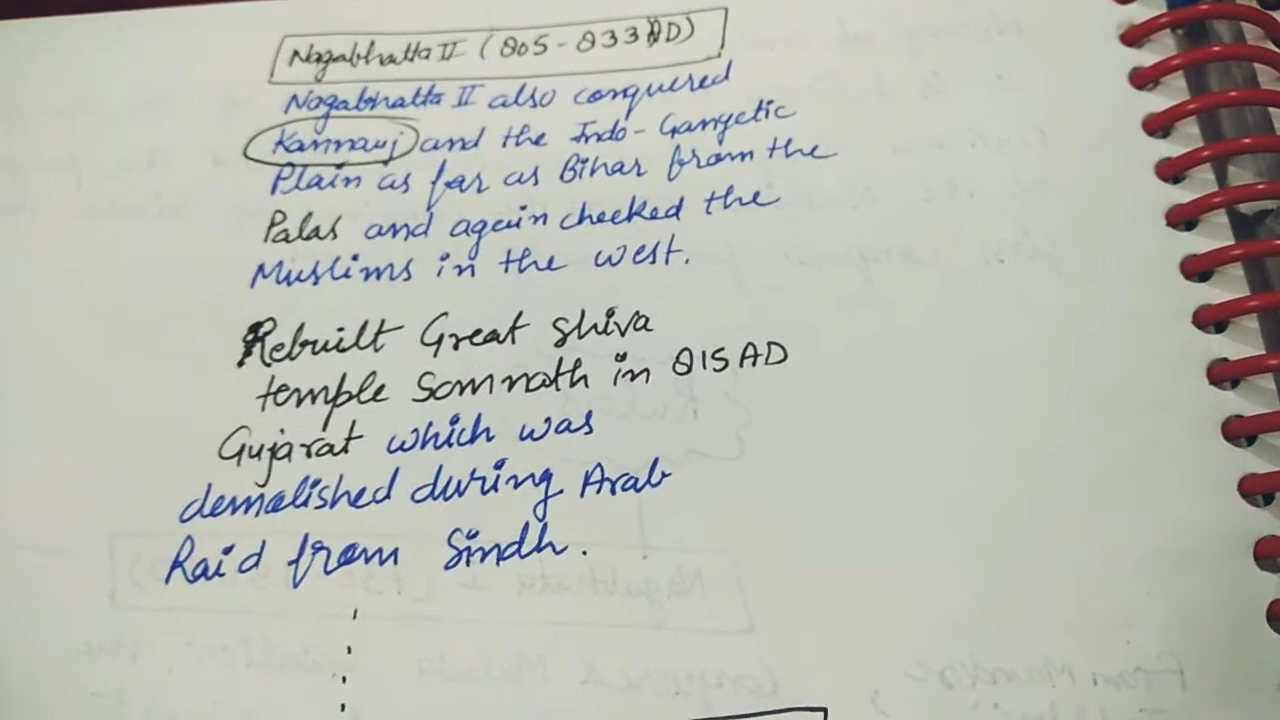 Nagabhatta II (805-833AD)
Nagabhatta II also conquered
Kannauj and the Indo-Gangetic
Plain as far as Bihar from the
Palas and again checked the
Muslims in the west.
Rebuilt Great Shiva
temple Somnath in 815 AD
Gujarat which was
demolished during Arab
Raid from Sindh.